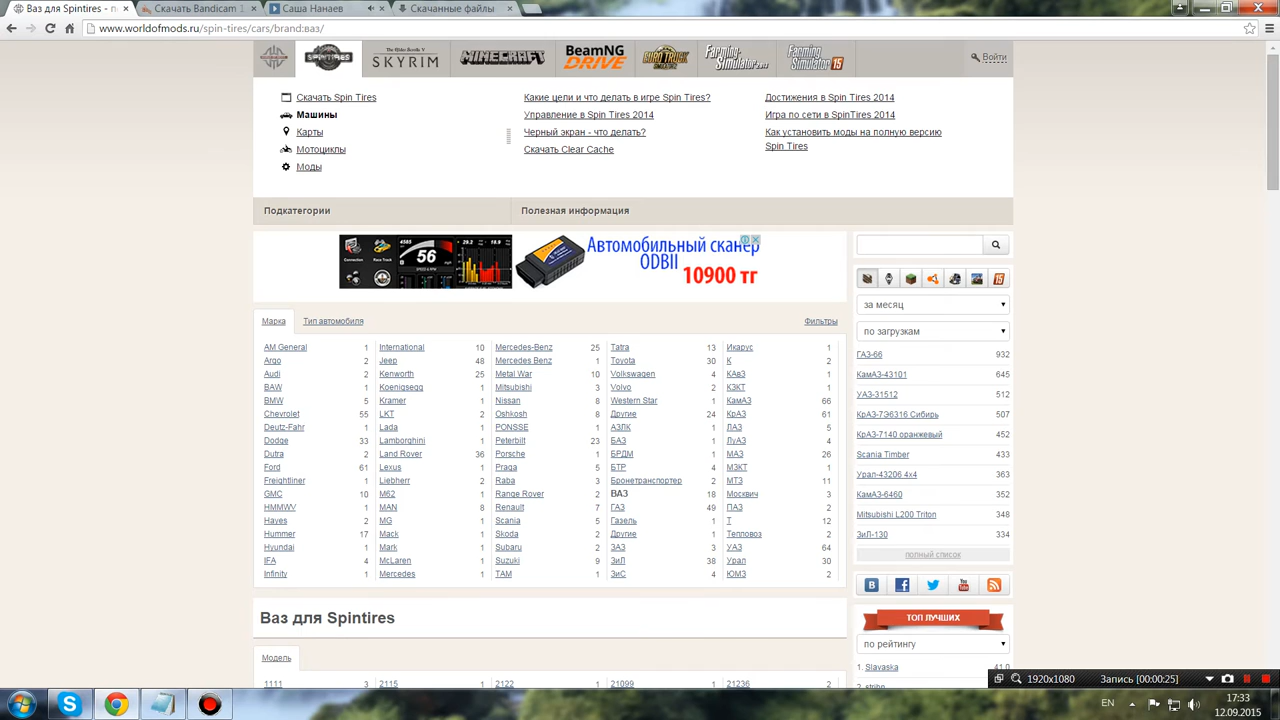 Ваз для Spintires - п
Скачать Bandicam 1
Саша Нанаев
Скачанные файлы
www.worldofmods.ru/spin-tires/cars/brand:ваз/
SPINTIRES
SKYRIM
MINECRAFT
BeamNG DRIVE
EURO TRUCK
Farming Simulator 2013
Farming Simulator 15
Войти
Скачать Spin Tires
Машины
Карты
Мотоциклы
Моды
Какие цели и что делать в игре Spin Tires?
Управление в Spin Tires 2014
Черный экран - что делать?
Скачать Clear Cache
Достижения в Spin Tires 2014
Игра по сети в SpinTires 2014
Как установить моды на полную версию
Spin Tires
Подкатегории
Полезная информация
Автомобильный сканер
ODBII
10900 тг
Марка
Тип автомобиля
Фильтры
AM General 1
Argo 2
Audi 2
BAW 1
BMW 5
Chevrolet 55
Deutz-Fahr 1
Dodge 33
Dutra 2
Ford 61
Freightliner 1
GMC 10
HMMWV 1
Hayes 2
Hummer 17
Hyundai 1
IFA 4
Infinity 1
International 10
Jeep 48
Kenworth 25
Koenigsegg 1
Kramer 1
LKT 2
Lada 1
Lamborghini 1
Land Rover 36
Lexus 1
Liebherr 2
M62 1
MAN 8
MG 1
Mack 1
Mark 1
McLaren 1
Mercedes 1
Mercedes-Benz 25
Mercedes Benz 1
Metal War 10
Mitsubishi 3
Nissan 8
Oshkosh 8
PONSSE 1
Peterbilt 23
Porsche 1
Praga 5
Raba 3
Range Rover 2
Renault 7
Scania 5
Skoda 2
Subaru 2
Suzuki 9
TAM 1
Tatra 13
Toyota 30
Volkswagen 4
Volvo 2
Western Star 1
Другие 24
АЗЛК 1
БАЗ 1
БРДМ 1
БТР 4
Бронетранспортер 2
ВАЗ 18
ГАЗ 49
Газель 1
Другие 1
ЗАЗ 3
ЗиЛ 38
ЗиС 4
Икарус 1
К 2
КАвЗ 1
КЗКТ 1
КамАЗ 66
КрАЗ 61
ЛАЗ 5
ЛуАЗ 4
МАЗ 26
МЗКТ 1
МТЗ 11
Москвич 3
ПАЗ 2
Т 12
Тепловоз 2
УАЗ 64
Урал 30
ЮМЗ 2
за месяц
по загрузкам
ГАЗ-66 932
КамАЗ-43101 645
УАЗ-31512 512
КрАЗ-7Э6316 Сибирь 507
КрАЗ-7140 оранжевый 452
Scania Timber 433
Урал-43206 4x4 363
КамАЗ-6460 352
Mitsubishi L200 Triton 348
ЗиЛ-130 334
полный список
ТОП ЛУЧШИХ
по рейтингу
1. Slavaska 41.0
2. strihp
Ваз для Spintires
Модель
1111 3
2115 1
2122 1
21099 1
21236 2
1920x1080
Запись [00:00:25]
EN
17:33
12.09.2015